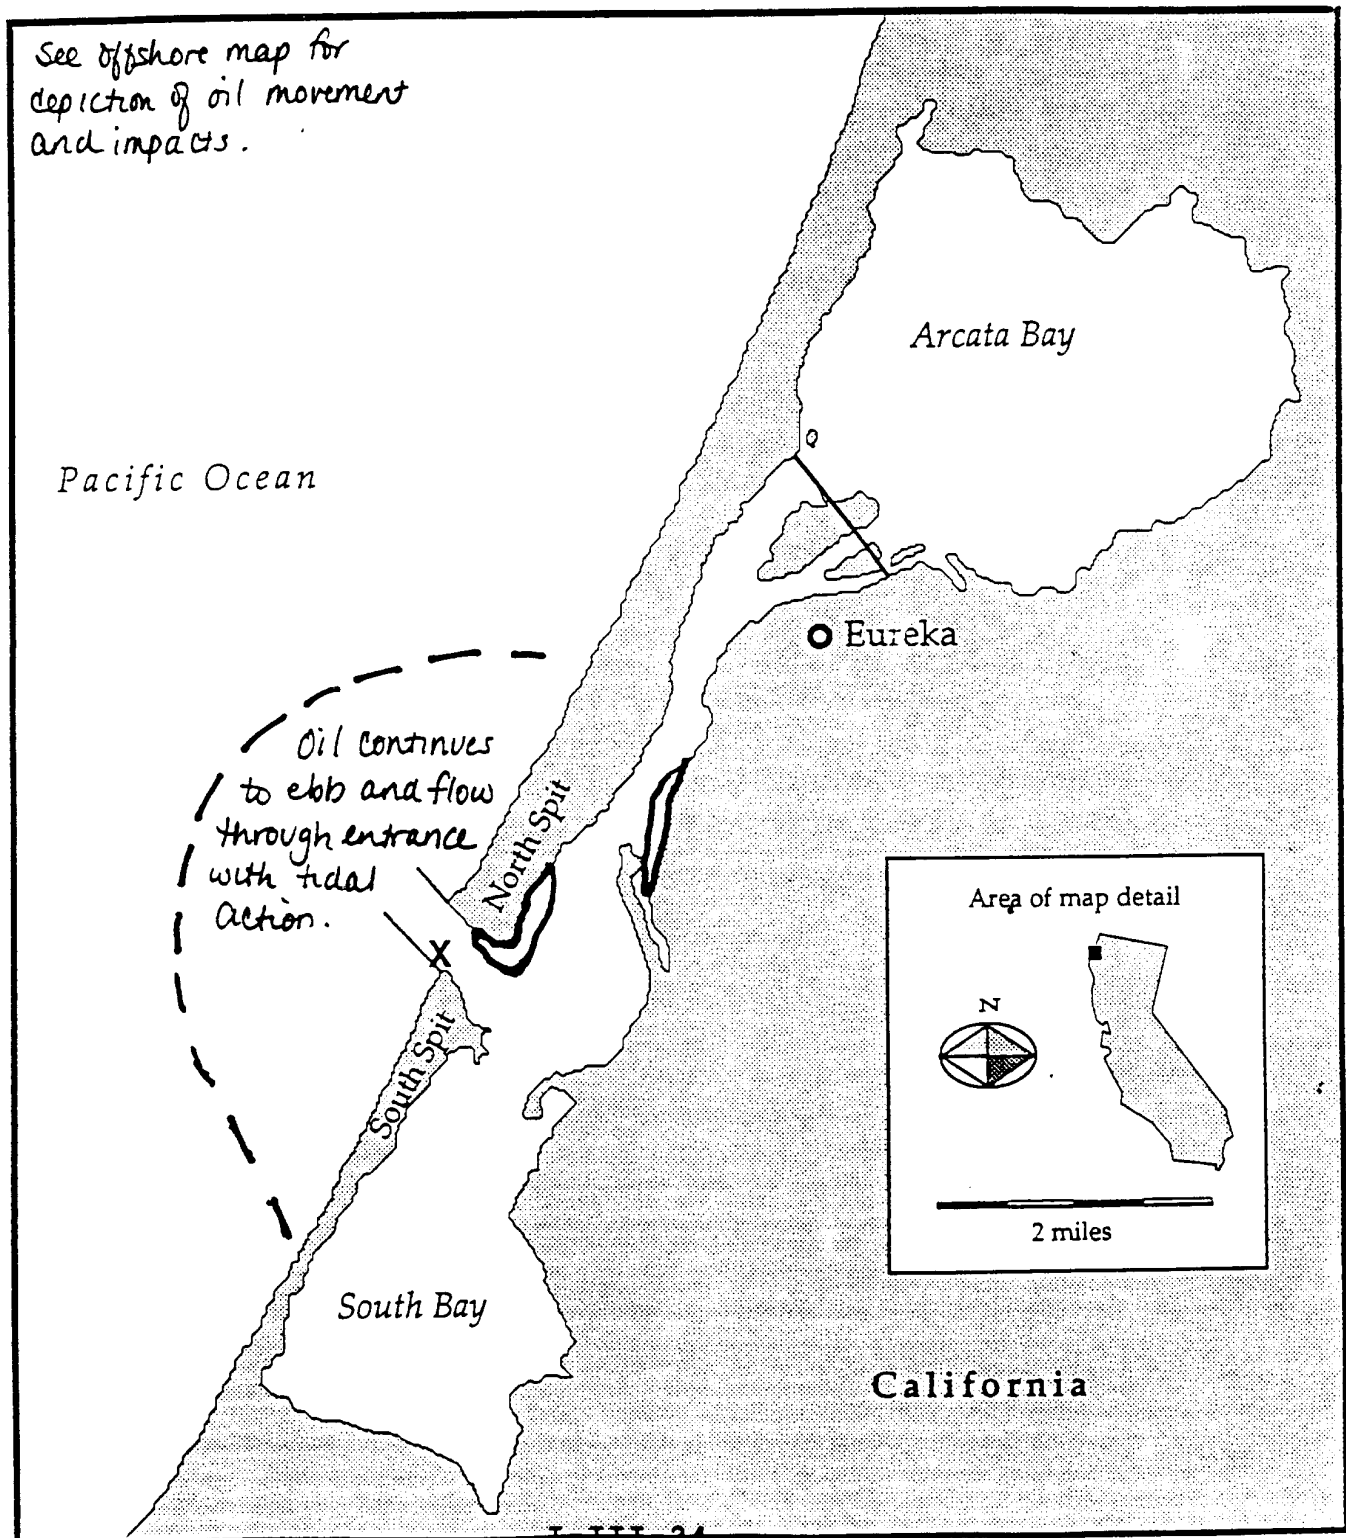 See offshore map for
depiction of oil movement
and impacts.
Arcata Bay
Pacific Ocean
Eureka
Oil continues
to ebb and flow
through entrance
with tidal
action.
North Spit
X
South Spit
Area of map detail
N
2 miles
South Bay
California